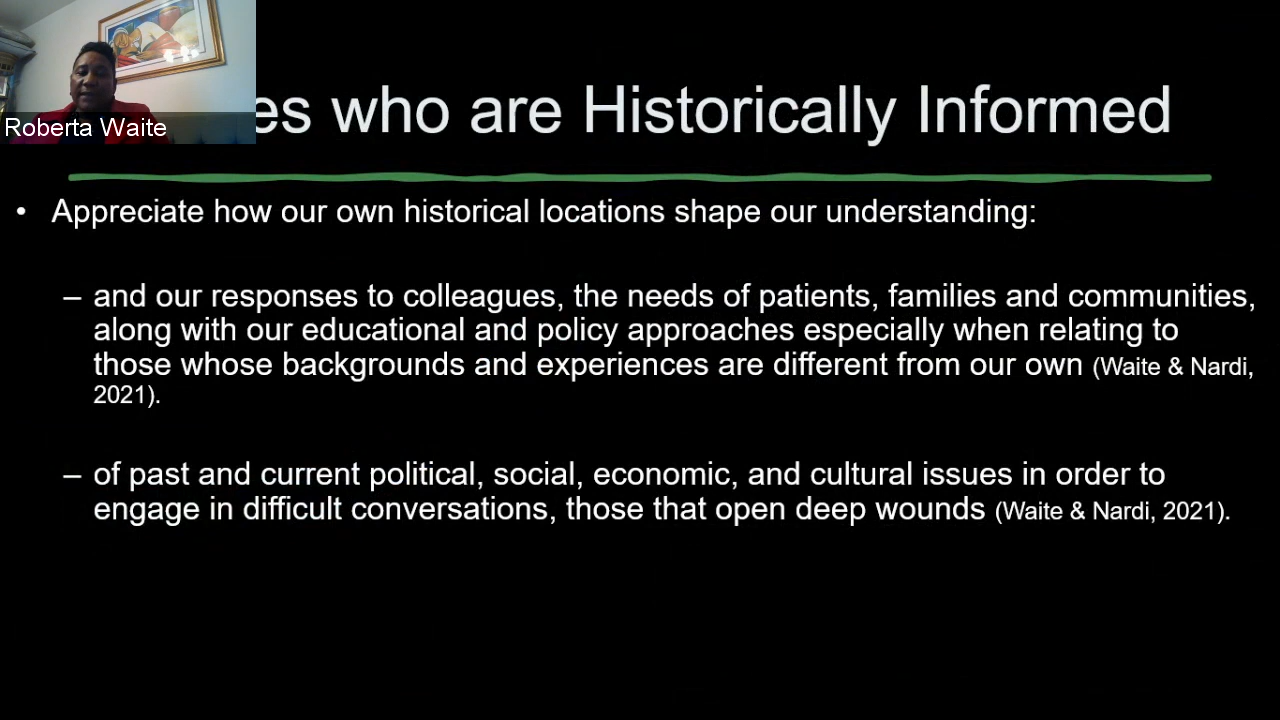 Roberta Waite
es who are Historically Informed
• Appreciate how our own historical locations shape our understanding:
– and our responses to colleagues, the needs of patients, families and communities,
along with our educational and policy approaches especially when relating to
those whose backgrounds and experiences are different from our own (Waite & Nardi,
2021).
– of past and current political, social, economic, and cultural issues in order to
engage in difficult conversations, those that open deep wounds (Waite & Nardi, 2021).